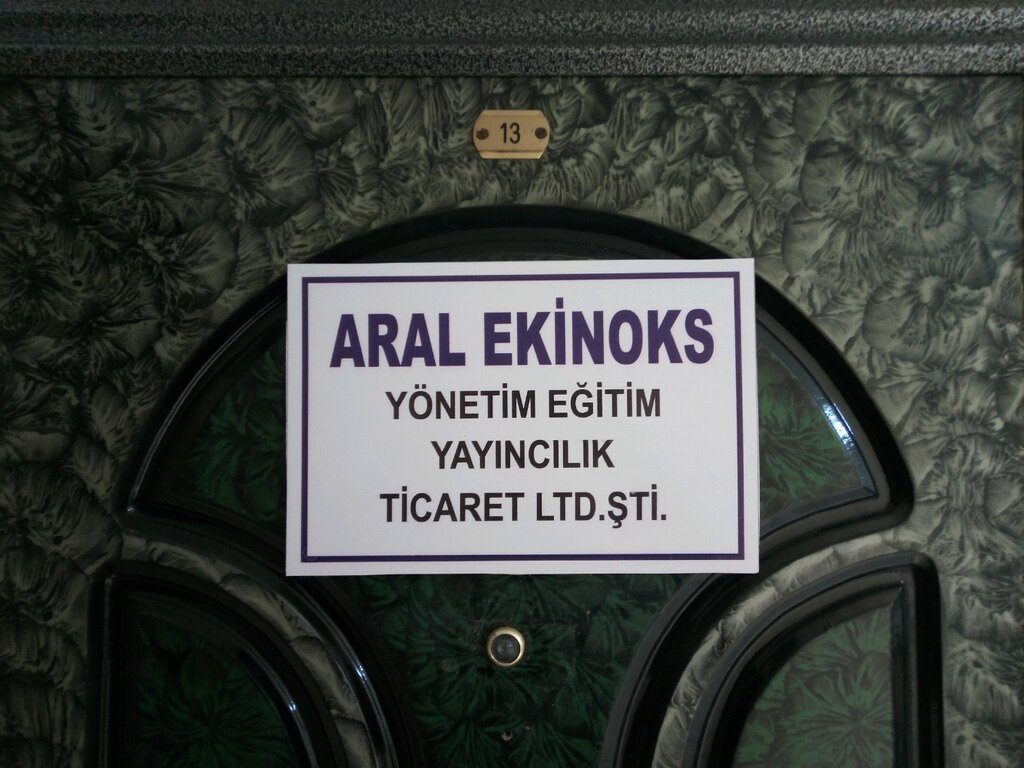 13
ARAL EKİNOKS
YÖNETİM EĞİTİM
YAYINCILIK
TİCARET LTD.ŞTİ.